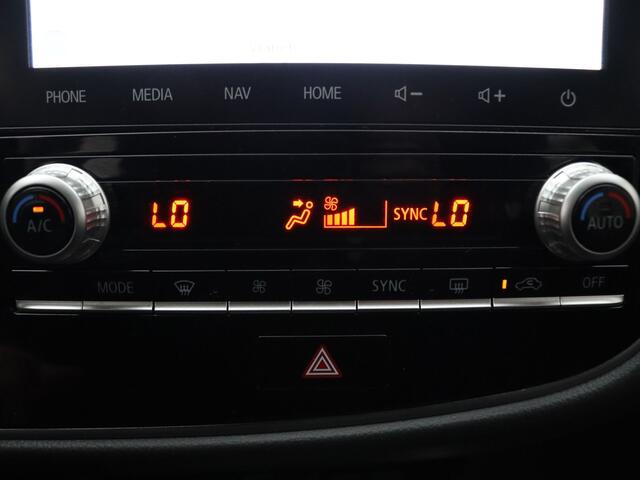 PHONE MEDIA NAV HOME
A/C LO SYNC LO AUTO
MODE SYNC OFF